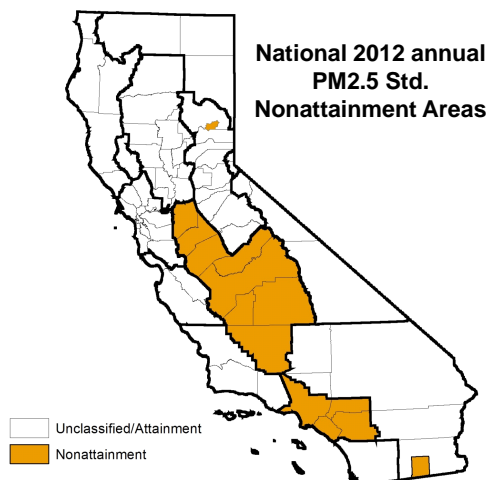 National 2012 annual
PM2.5 Std.
Nonattainment Areas
Unclassified/Attainment
Nonattainment